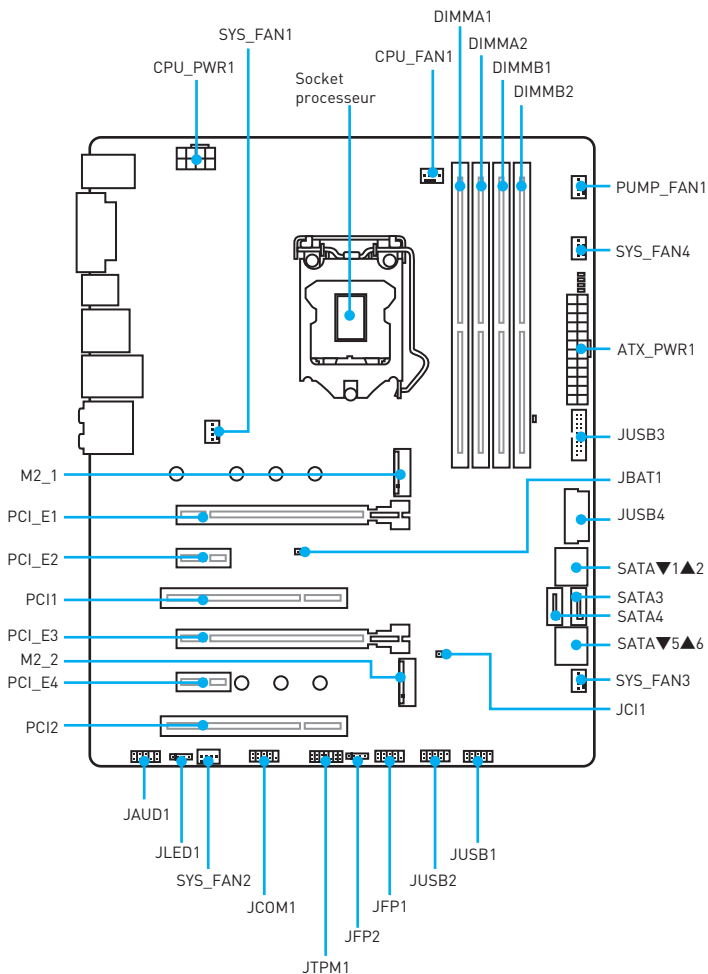 DIMMA1
SYS_FAN1
DIMMA2
CPU_FAN1
CPU_PWR1
DIMMB1
Socket
processeur
DIMMB2
PUMP_FAN1
SYS_FAN4
ATX_PWR1
JUSB3
M2_1
JBAT1
PCI_E1
JUSB4
PCI_E2
SATA▼1▲2
PCI1
SATA3
SATA4
PCI_E3
SATA▼5▲6
M2_2
PCI_E4
SYS_FAN3
JCI1
PCI2
JAUD1
JLED1
SYS_FAN2
JCOM1
JTPM1
JFP2
JFP1
JUSB2
JUSB1